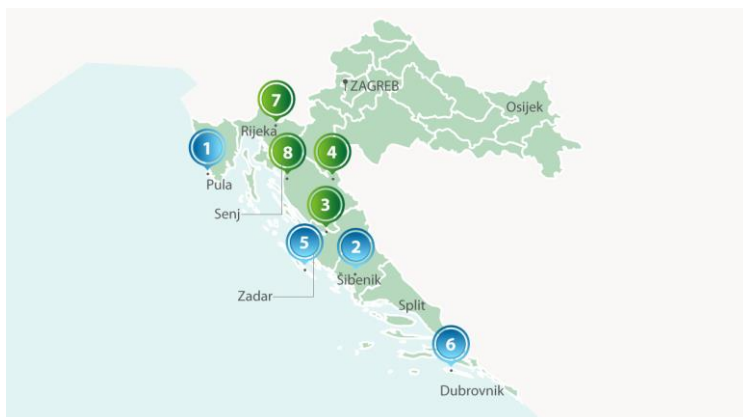 ZAGREB
Osijek
7
Rijeka
1
8
4
Pula
Senj
3
5
2
Šibenik
Zadar
Split
6
Dubrovnik